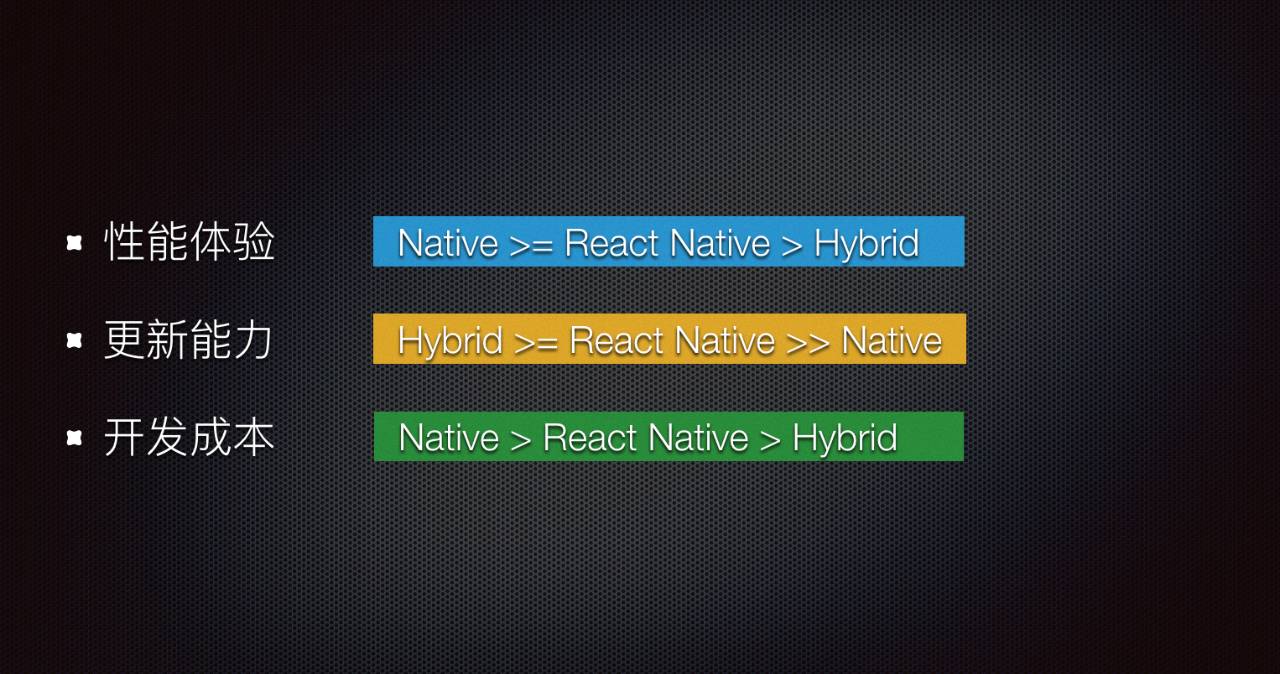 性能体验 Native >= React Native > Hybrid
更新能力 Hybrid >= React Native >> Native
开发成本 Native > React Native > Hybrid